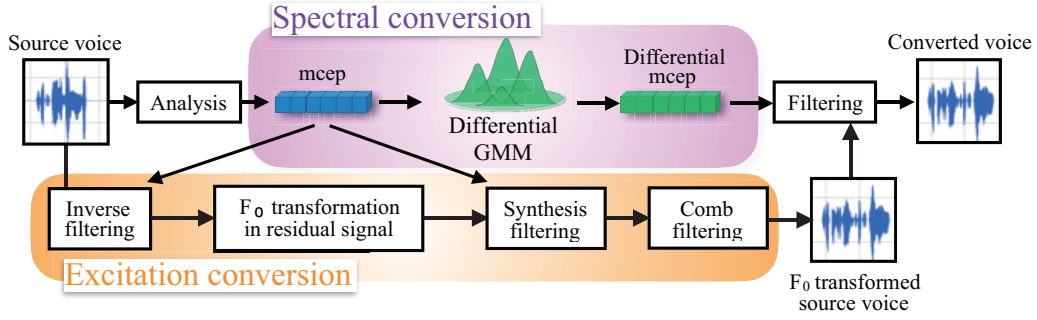 Spectral conversion
Source voice
Analysis
mcep
Differential
GMM
Differential
mcep
Filtering
Converted voice
Inverse
filtering
F₀ transformation
in residual signal
Synthesis
filtering
Comb
filtering
Excitation conversion
F₀ transformed
source voice